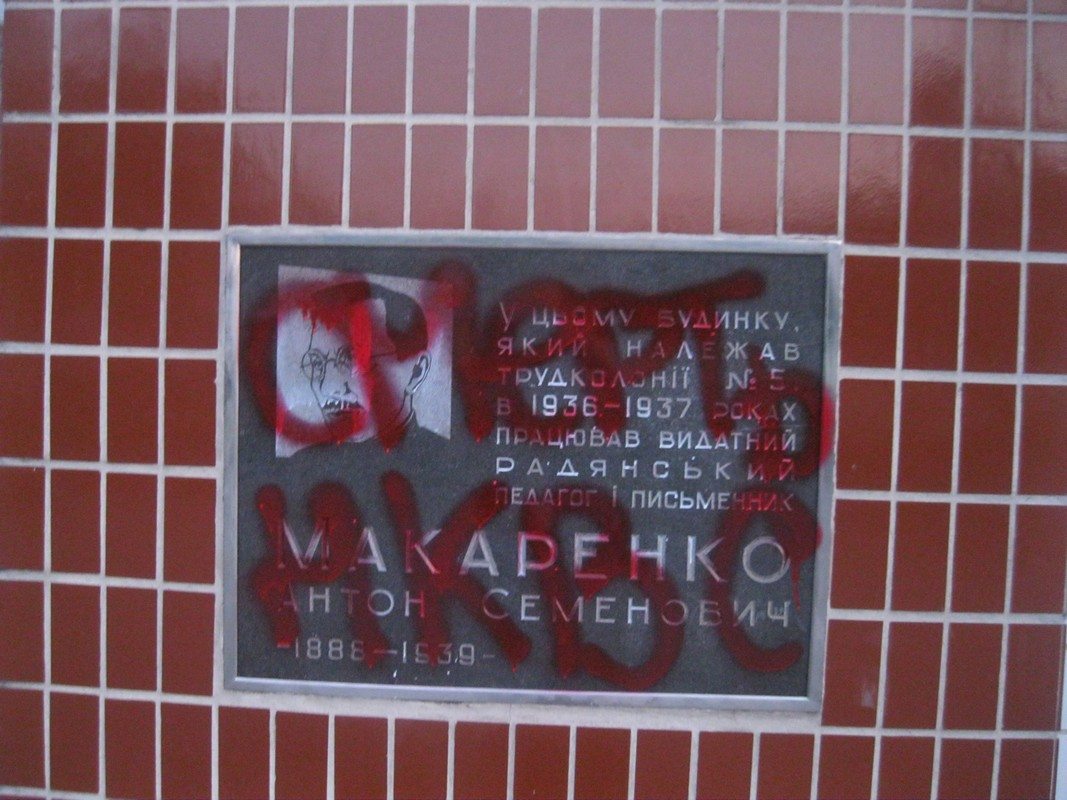 У ЦЬОМУ БУДИНКУ,
ЯКИЙ НАЛЕЖАВ
ТРУДКОЛОНІЇ № 5,
В 1936–1937 РОКАХ
ПРАЦЮВАВ ВИДАТНИЙ
РАДЯНСЬКИЙ
ПЕДАГОГ І ПИСЬМЕННИК
МАКАРЕНКО
АНТОН СЕМЕНОВИЧ
-1888–1939-
НКВС